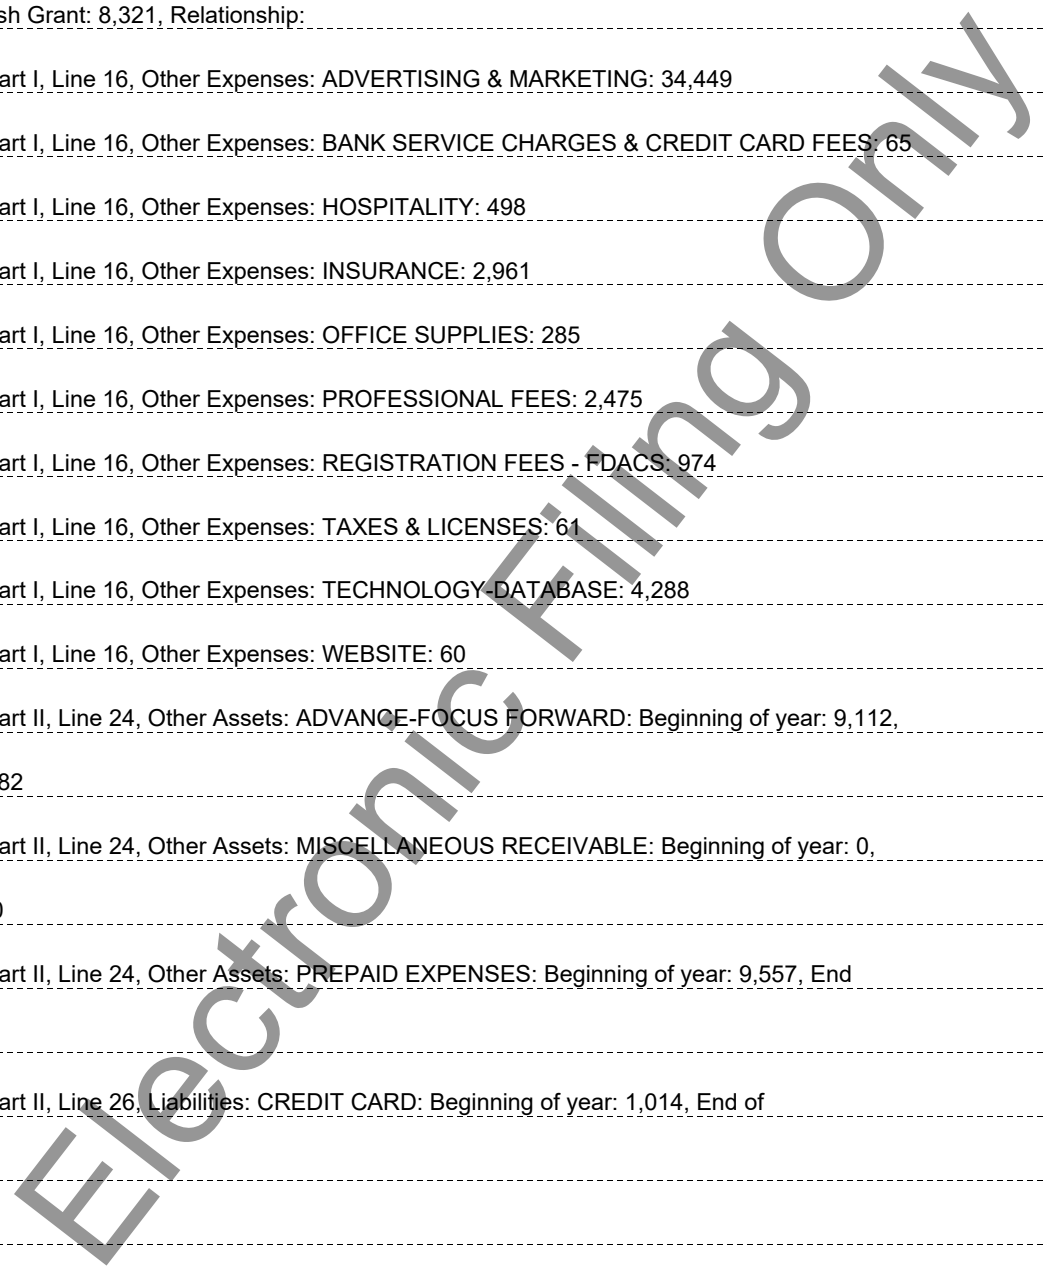 sh Grant: 8,321, Relationship:
art I, Line 16, Other Expenses: ADVERTISING & MARKETING: 34,449
art I, Line 16, Other Expenses: BANK SERVICE CHARGES & CREDIT CARD FEES: 65
art I, Line 16, Other Expenses: HOSPITALITY: 498
art I, Line 16, Other Expenses: INSURANCE: 2,961
art I, Line 16, Other Expenses: OFFICE SUPPLIES: 285
art I, Line 16, Other Expenses: PROFESSIONAL FEES: 2,475
art I, Line 16, Other Expenses: REGISTRATION FEES - FDACS: 974
art I, Line 16, Other Expenses: TAXES & LICENSES: 61
art I, Line 16, Other Expenses: TECHNOLOGY-DATABASE: 4,288
art I, Line 16, Other Expenses: WEBSITE: 60
art II, Line 24, Other Assets: ADVANCE-FOCUS FORWARD: Beginning of year: 9,112,
82
art II, Line 24, Other Assets: MISCELLANEOUS RECEIVABLE: Beginning of year: 0,
0
art II, Line 24, Other Assets: PREPAID EXPENSES: Beginning of year: 9,557, End
art II, Line 26, Liabilities: CREDIT CARD: Beginning of year: 1,014, End of
Electronic Filing Only